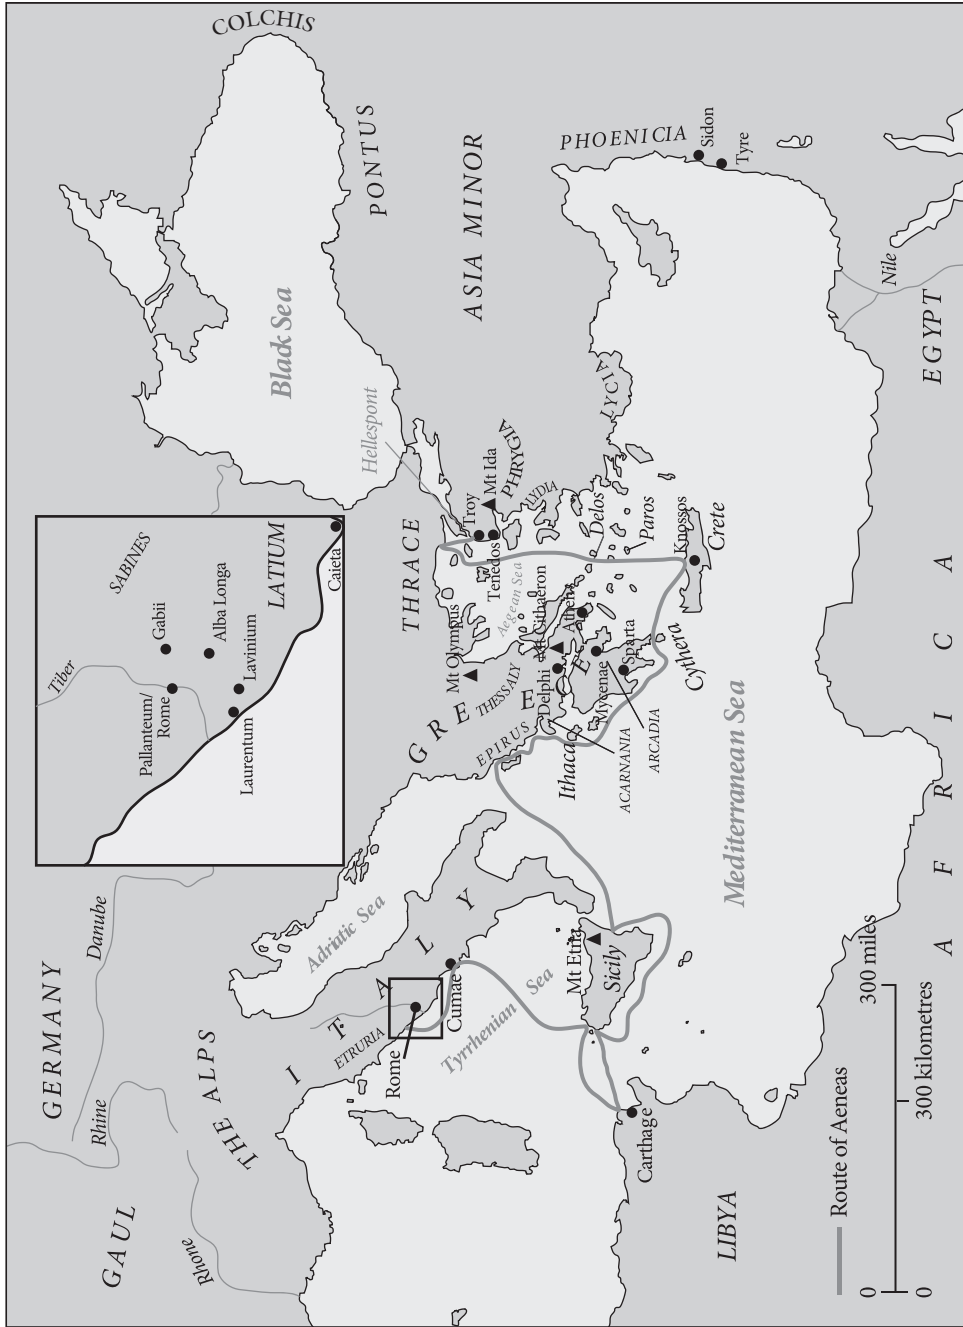 GERMANY
GAUL
Rhine
Danube
Rhone
THE ALPS
ITALY
ETRURIA
Rome
Cumae
Adriatic Sea
Tyrrhenian Sea
Mt Etna
Sicily
Carthage
LIBYA
Tiber
SABINES
Pallanteum/
Rome
Gabii
Alba Longa
Lavinium
Laurentum
LATIUM
Caieta
COLCHIS
PONTUS
Black Sea
Hellespont
THRACE
ASIA MINOR
Troy
Mt Ida
PHRYGIA
Tenedos
LYDIA
LYCIA
Aegean Sea
Mt Olympus
GREECE
THESSALY
EPIRUS
Mt Cithaeron
Delphi
Athens
Ithaca
ACARNANIA
ARCADIA
Mycenae
Sparta
Cythera
Delos
Paros
Knossos
Crete
PHOENICIA
Sidon
Tyre
Mediterranean Sea
Nile
EGYPT
AFRICA
Route of Aeneas
0 300 miles
0 300 kilometres